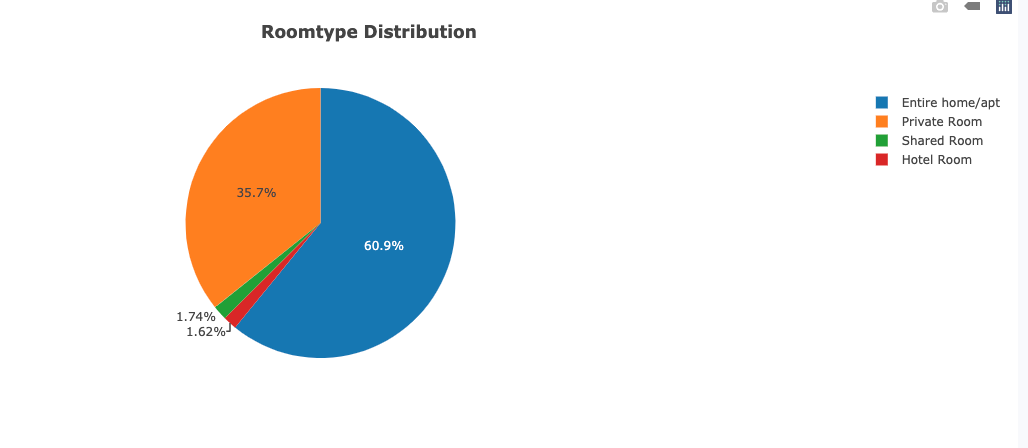 Roomtype Distribution
Entire home/apt
Private Room
Shared Room
Hotel Room
35.7%
60.9%
1.74%
1.62%